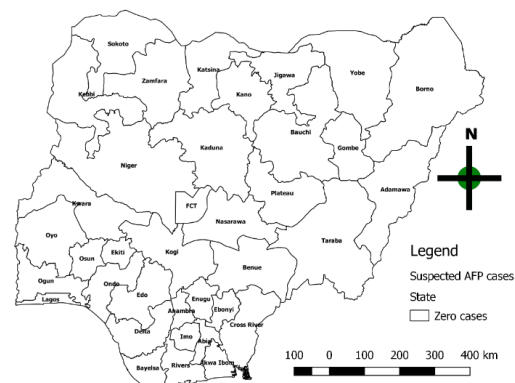 Sokoto
Katsina
Jigawa
Yobe
Borno
Zamfara
Kebbi
Kano
Bauchi
Kaduna
Gombe
Niger
Plateau
Adamawa
FCT
Kwara
Nasarawa
Oyo
Taraba
Kogi
Osun
Ekiti
Benue
Ogun
Ondo
Edo
Enugu
Lagos
Anambra
Ebonyi
Cross River
Delta
Imo
Abia
Bayelsa
Rivers
Akwa Ibom
N
Legend
Suspected AFP cases
State
Zero cases
100 0 100 200 300 400 km